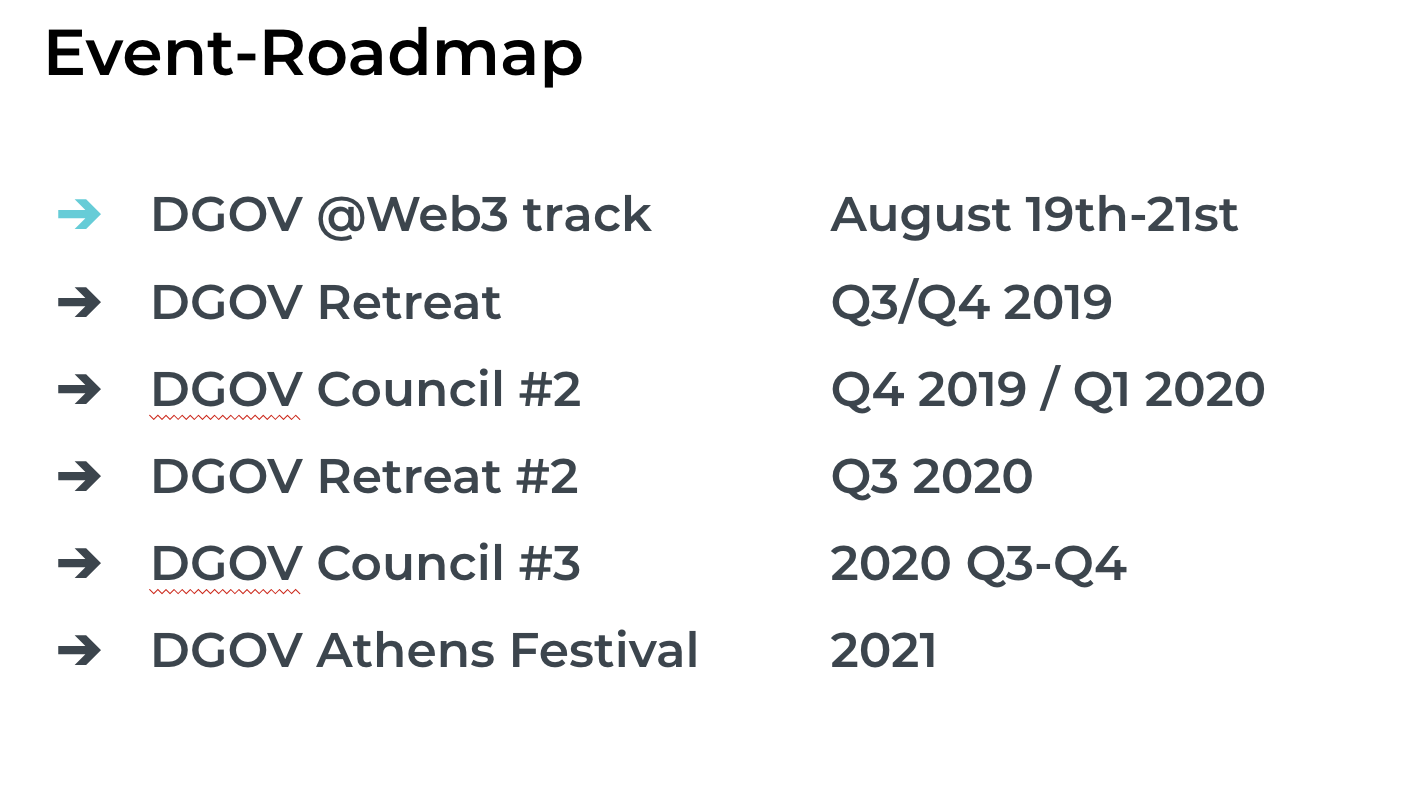 Event-Roadmap
➔ DGOV @Web3 track August 19th-21st
➔ DGOV Retreat Q3/Q4 2019
➔ DGOV Council #2 Q4 2019 / Q1 2020
➔ DGOV Retreat #2 Q3 2020
➔ DGOV Council #3 2020 Q3-Q4
➔ DGOV Athens Festival 2021